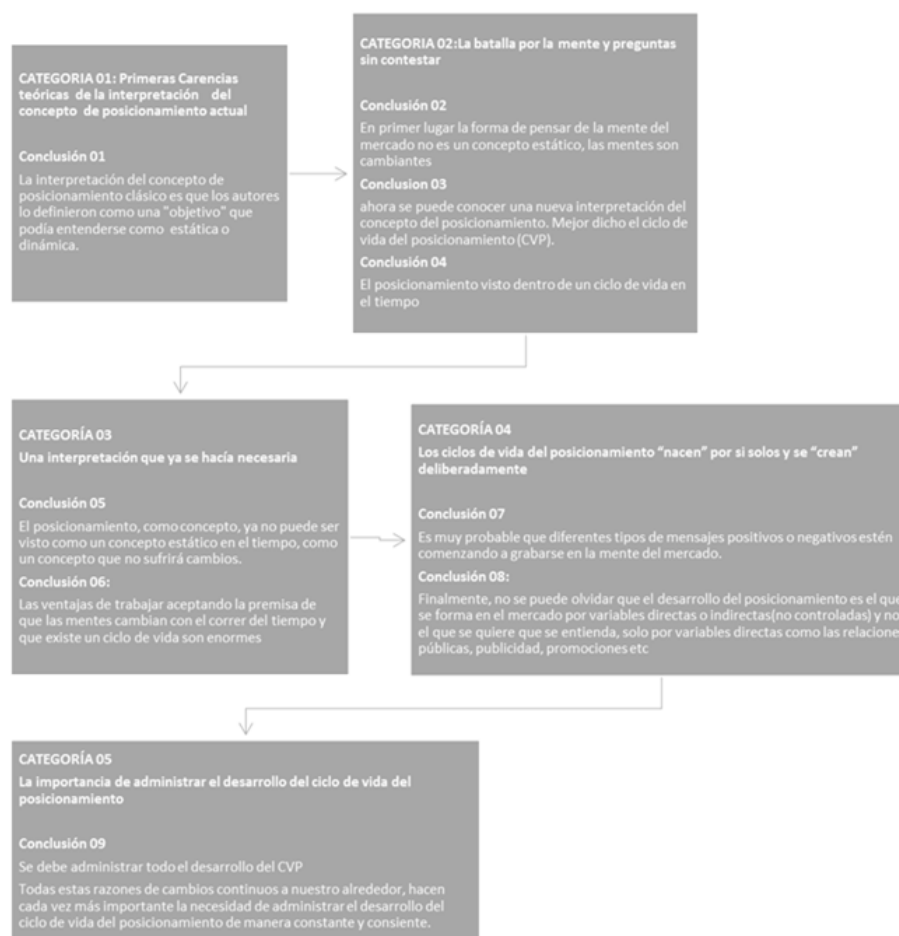 CATEGORIA 01: Primeras Carencias
teóricas de la interpretación del
concepto de posicionamiento actual
Conclusión 01
La interpretación del concepto de
posicionamiento clásico es que los autores
lo definieron como una "objetivo" que
podía entenderse como estática o
dinámica.
CATEGORIA 02:La batalla por la mente y preguntas
sin contestar
Conclusión 02
En primer lugar la forma de pensar de la mente del
mercado no es un concepto estático, las mentes son
cambiantes
Conclusion 03
ahora se puede conocer una nueva interpretación del
concepto del posicionamiento. Mejor dicho el ciclo de
vida del posicionamiento (CVP).
Conclusión 04
El posicionamiento visto dentro de un ciclo de vida en
el tiempo
CATEGORÍA 03
Una interpretación que ya se hacía necesaria
Conclusión 05
El posicionamiento, como concepto, ya no puede ser
visto como un concepto estático en el tiempo, como
un concepto que no sufrirá cambios.
Conclusión 06:
Las ventajas de trabajar aceptando la premisa de
que las mentes cambian con el correr del tiempo y
que existe un ciclo de vida son enormes
CATEGORÍA 04
Los ciclos de vida del posicionamiento “nacen” por si solos y se “crean”
deliberadamente
Conclusión 07
Es muy probable que diferentes tipos de mensajes positivos o negativos estén
comenzando a grabarse en la mente del mercado.
Conclusión 08:
Finalmente, no se puede olvidar que el desarrollo del posicionamiento es el que
se forma en el mercado por variables directas o indirectas(no controladas) y no
el que se quiere que se entienda, solo por variables directas como las relacione
públicas, publicidad, promociones etc
CATEGORÍA 05
La importancia de administrar el desarrollo del ciclo de vida del
posicionamiento
Conclusión 09
Se debe administrar todo el desarrollo del CVP
Todas estas razones de cambios continuos a nuestro alrededor, hacen
cada vez más importante la necesidad de administrar el desarrollo del
ciclo de vida del posicionamiento de manera constante y consiente.